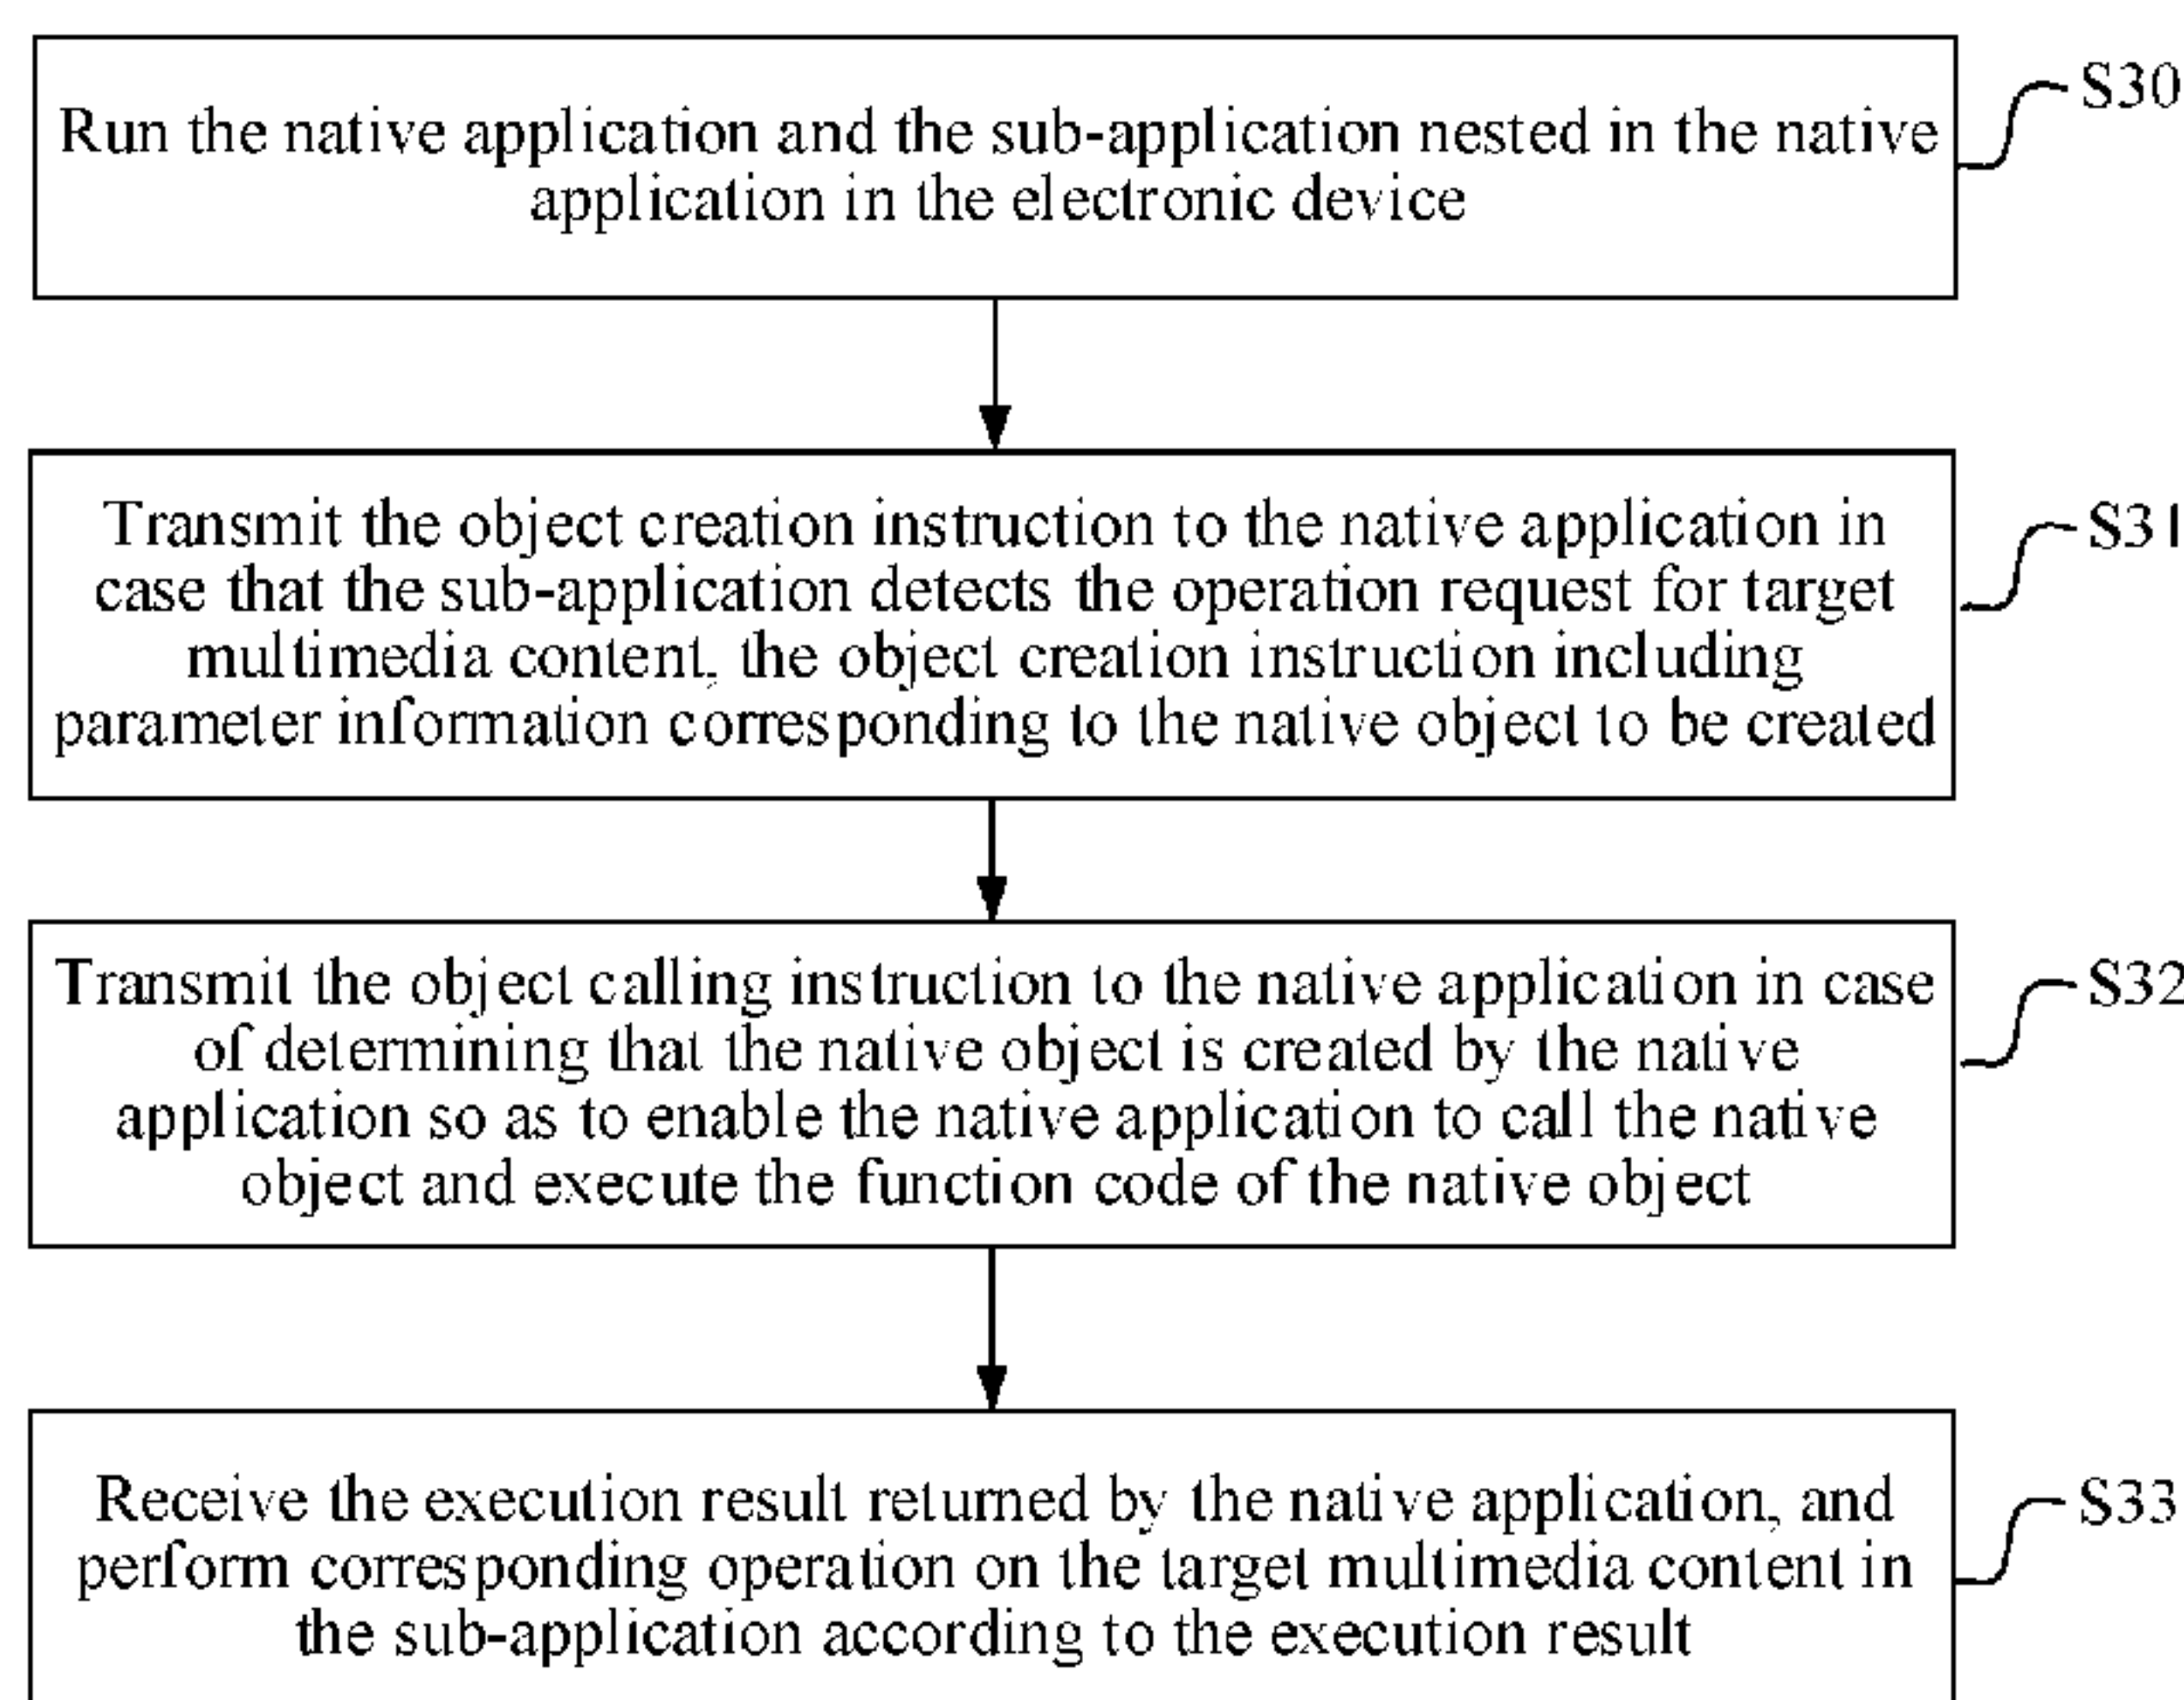 Run the native application and the sub-application nested in the native
application in the electronic device
S30
Transmit the object creation instruction to the native application in
case that the sub-application detects the operation request for target
multimedia content, the object creation instruction including
parameter information corresponding to the native object to be created
S31
Transmit the object calling instruction to the native application in case
of determining that the native object is created by the native
application so as to enable the native application to call the native
object and execute the function code of the native object
S32
Receive the execution result returned by the native application, and
perform corresponding operation on the target multimedia content in
the sub-application according to the execution result
S33